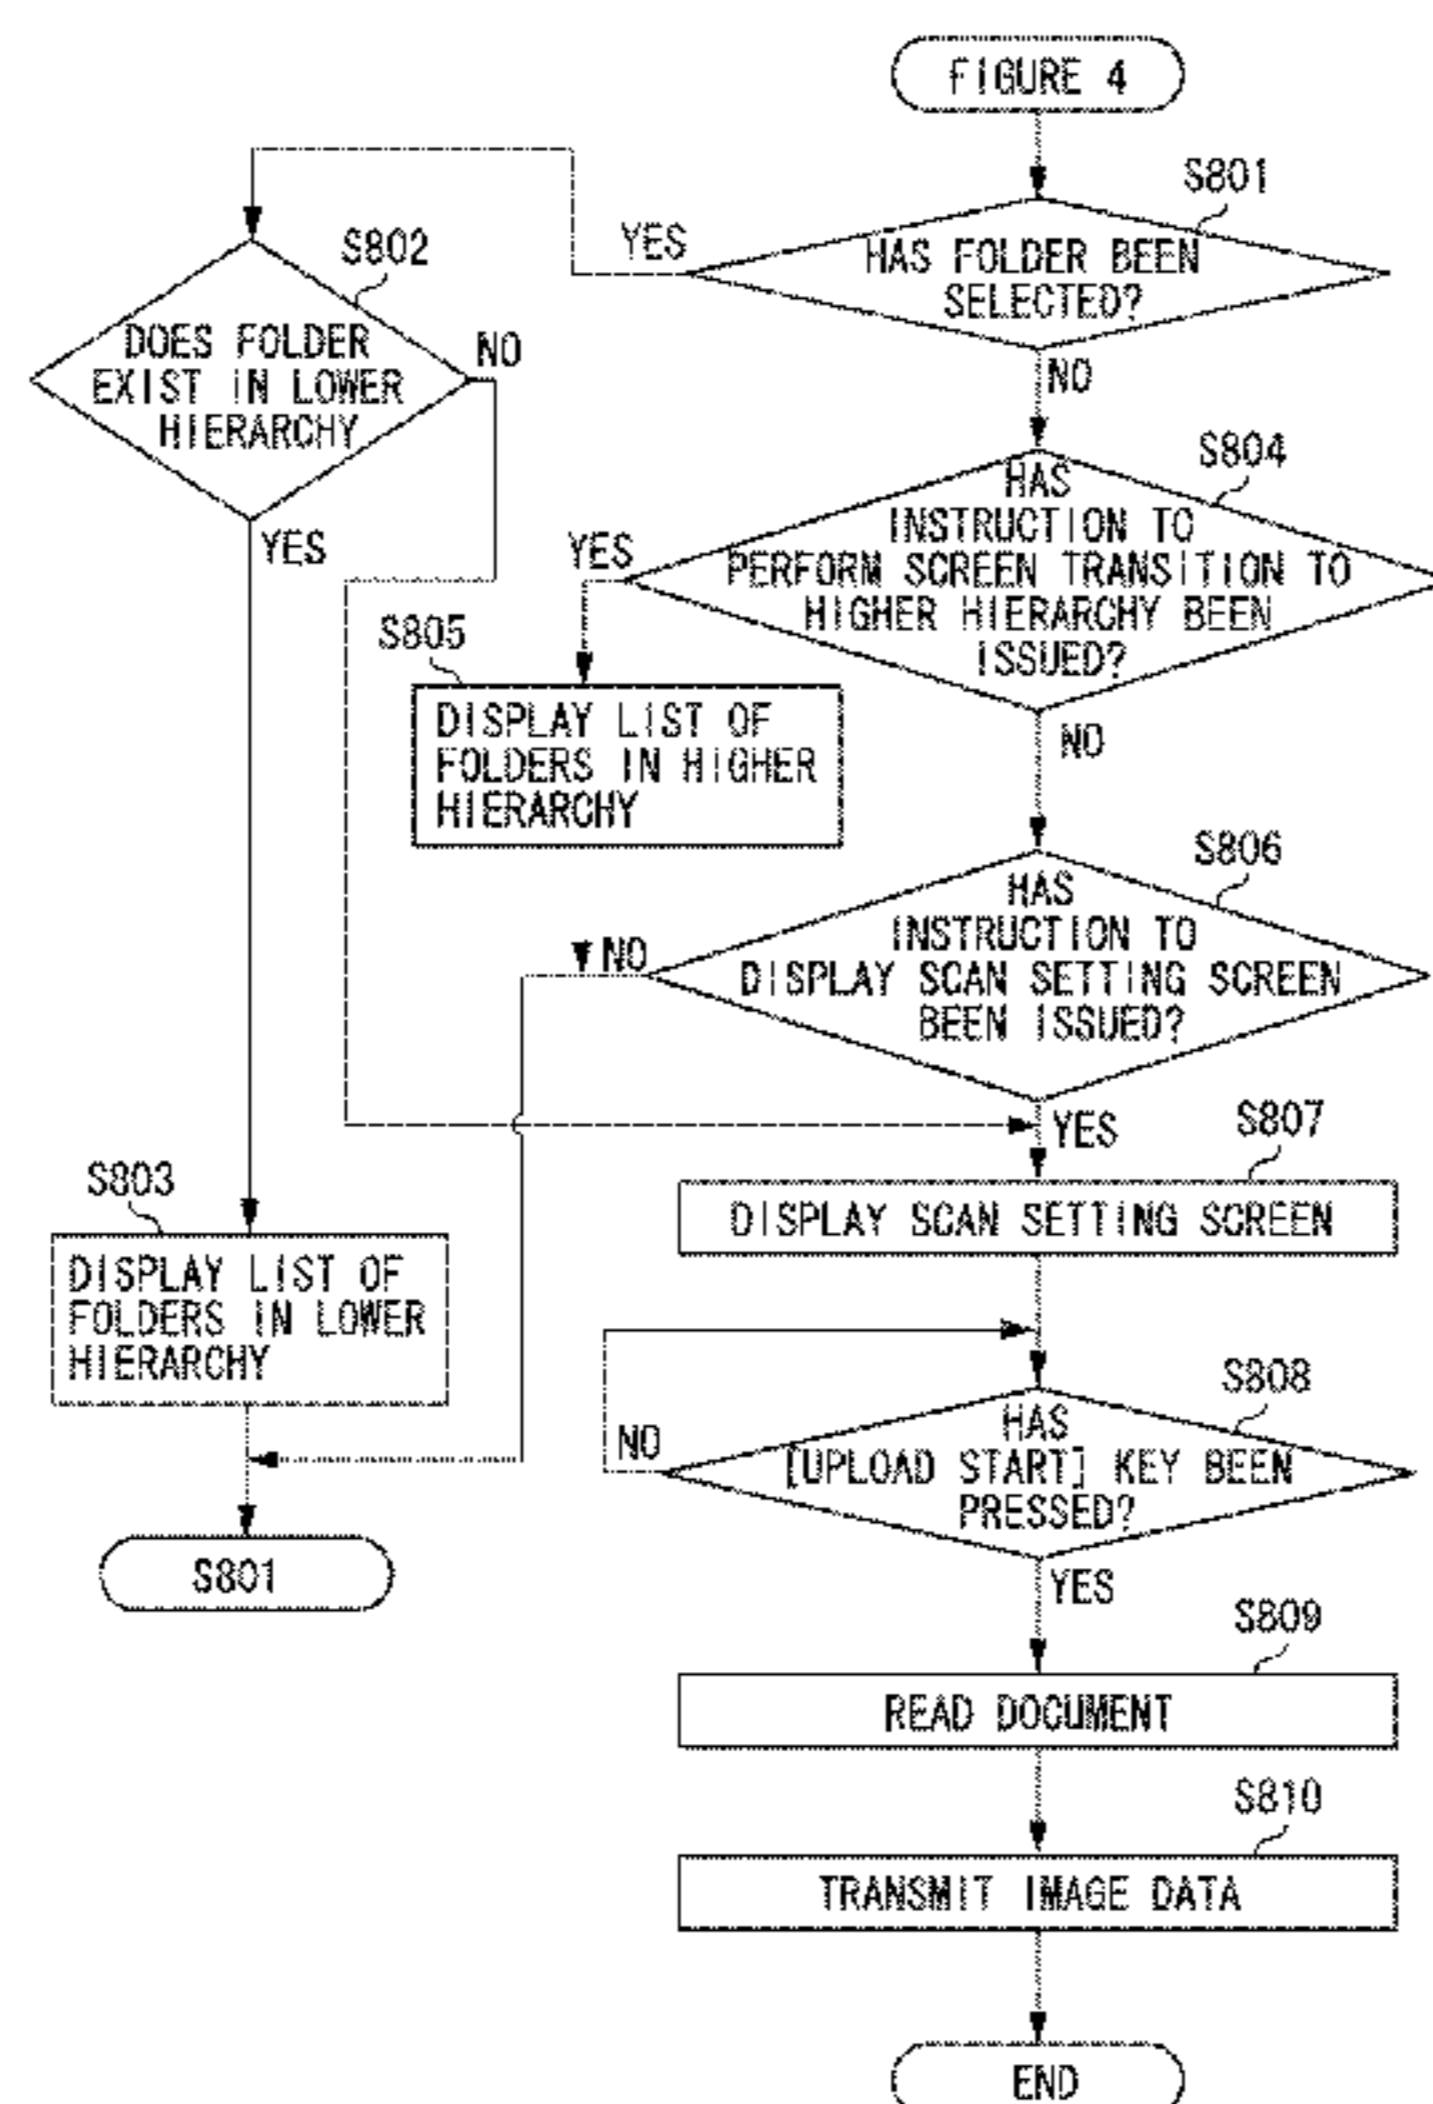 FIGURE 4
S801
YES
HAS FOLDER BEEN
SELECTED?
NO
S802
DOES FOLDER
EXIST IN LOWER
HIERARCHY
NO
YES
S804
HAS
INSTRUCTION TO
PERFORM SCREEN TRANSITION TO
HIGHER HIERARCHY BEEN
ISSUED?
YES
NO
S805
DISPLAY LIST OF
FOLDERS IN HIGHER
HIERARCHY
S806
HAS
INSTRUCTION TO
DISPLAY SCAN SETTING SCREEN
BEEN ISSUED?
NO
YES
S807
DISPLAY SCAN SETTING SCREEN
S803
DISPLAY LIST OF
FOLDERS IN LOWER
HIERARCHY
S801
S808
HAS
[UPLOAD START] KEY BEEN
PRESSED?
NO
YES
S809
READ DOCUMENT
S810
TRANSMIT IMAGE DATA
END